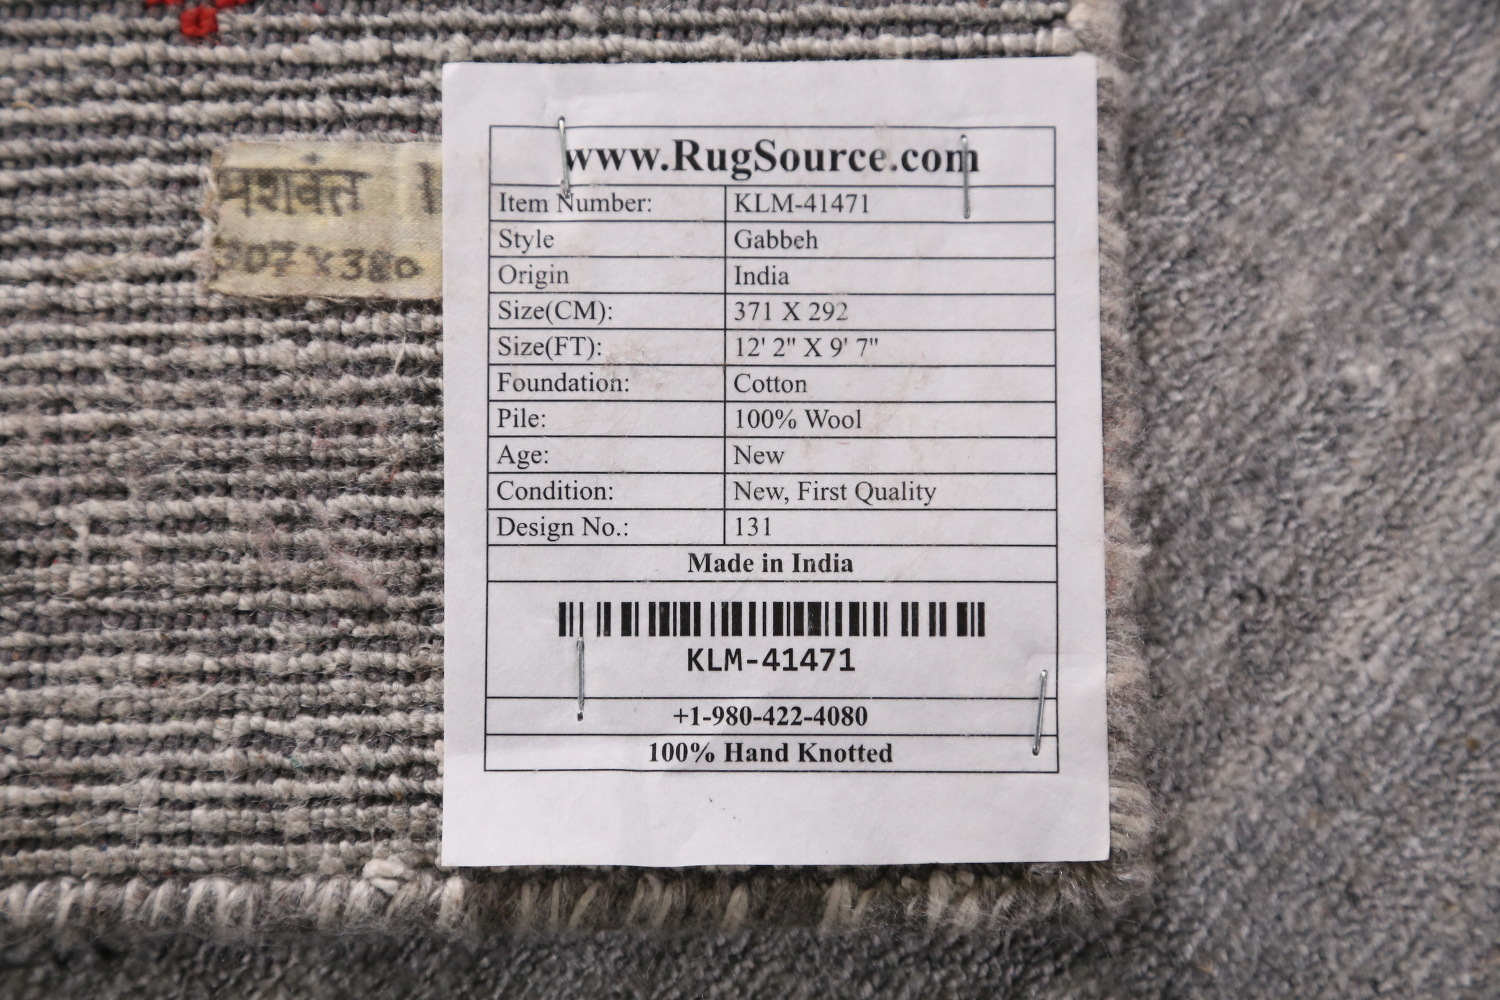 www.RugSource.com
Item Number: KLM-41471
Style Gabbeh
Origin India
Size(CM): 371 X 292
Size(FT): 12' 2" X 9' 7"
Foundation: Cotton
Pile: 100% Wool
Age: New
Condition: New, First Quality
Design No.: 131
Made in India
KLM-41471
+1-980-422-4080
100% Hand Knotted
यशवंत
307 x 380